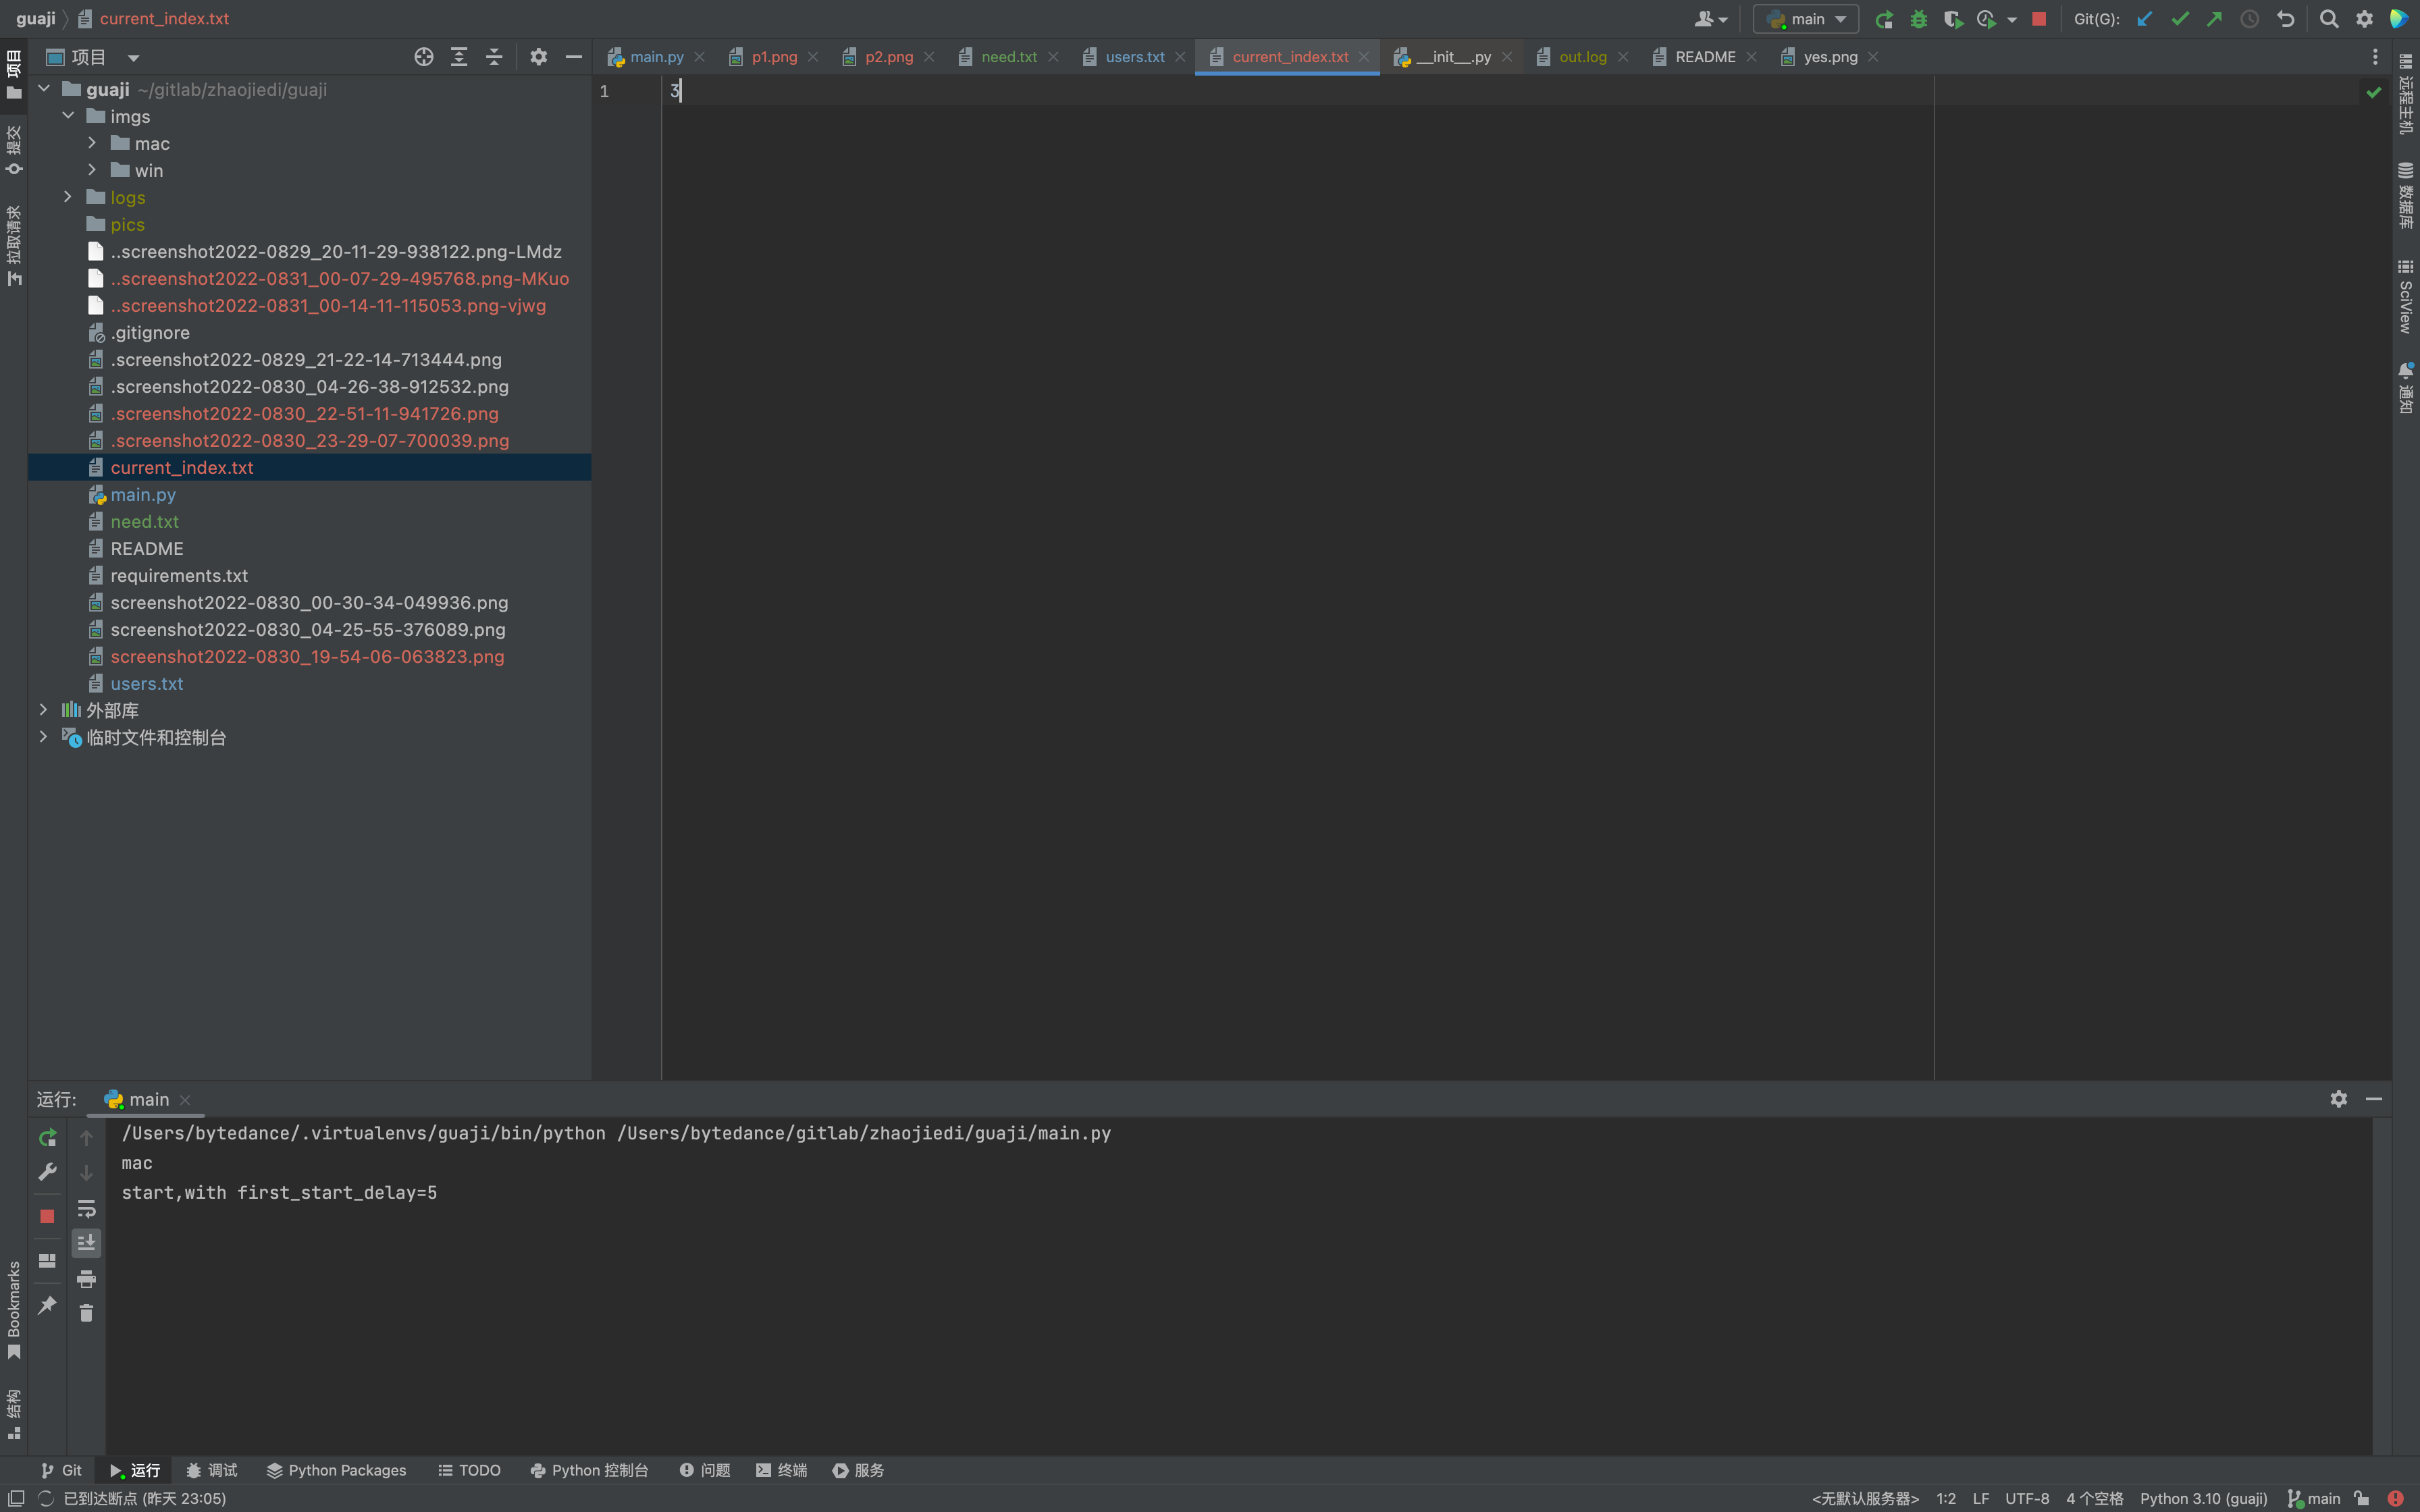 guaji
current_index.txt
main
Git(G):
项目
main.py
p1.png
p2.png
need.txt
users.txt
current_index.txt
__init__.py
out.log
README
yes.png
项目
提交
拉取请求
Bookmarks
结构
guaji ~/gitlab/zhaojiedi/guaji
imgs
mac
win
logs
pics
..screenshot2022-0829_20-11-29-938122.png-LMdz
..screenshot2022-0831_00-07-29-495768.png-MKuo
..screenshot2022-0831_00-14-11-115053.png-vjwg
.gitignore
.screenshot2022-0829_21-22-14-713444.png
.screenshot2022-0830_04-26-38-912532.png
.screenshot2022-0830_22-51-11-941726.png
.screenshot2022-0830_23-29-07-700039.png
current_index.txt
main.py
need.txt
README
requirements.txt
screenshot2022-0830_00-30-34-049936.png
screenshot2022-0830_04-25-55-376089.png
screenshot2022-0830_19-54-06-063823.png
users.txt
外部库
临时文件和控制台
1
3
远程主机
数据库
SciView
通知
运行:
main
/Users/bytedance/.virtualenvs/guaji/bin/python /Users/bytedance/gitlab/zhaojiedi/guaji/main.py
mac
start,with first_start_delay=5
Git
运行
调试
Python Packages
TODO
Python 控制台
问题
终端
服务
已到达断点 (昨天 23:05)
<无默认服务器>
1:2
LF
UTF-8
4 个空格
Python 3.10 (guaji)
main